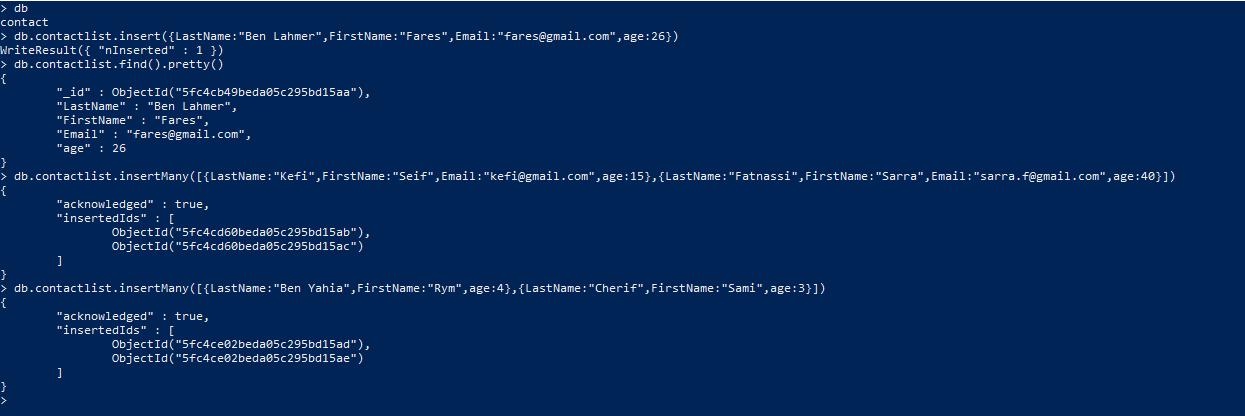 > db
contact
> db.contactlist.insert({LastName:"Ben Lahmer",FirstName:"Fares",Email:"fares@gmail.com",age:26})
WriteResult({ "nInserted" : 1 })
> db.contactlist.find().pretty()
{
        "_id" : ObjectId("5fc4cb49beda05c295bd15aa"),
        "LastName" : "Ben Lahmer",
        "FirstName" : "Fares",
        "Email" : "fares@gmail.com",
        "age" : 26
}
> db.contactlist.insertMany([{LastName:"Kefi",FirstName:"Seif",Email:"kefi@gmail.com",age:15},{LastName:"Fatnassi",FirstName:"Sarra",Email:"sarra.f@gmail.com",age:40}])
{
        "acknowledged" : true,
        "insertedIds" : [
                ObjectId("5fc4cd60beda05c295bd15ab"),
                ObjectId("5fc4cd60beda05c295bd15ac")
        ]
}
> db.contactlist.insertMany([{LastName:"Ben Yahia",FirstName:"Rym",age:4},{LastName:"Cherif",FirstName:"Sami",age:3}])
{
        "acknowledged" : true,
        "insertedIds" : [
                ObjectId("5fc4ce02beda05c295bd15ad"),
                ObjectId("5fc4ce02beda05c295bd15ae")
        ]
}
>